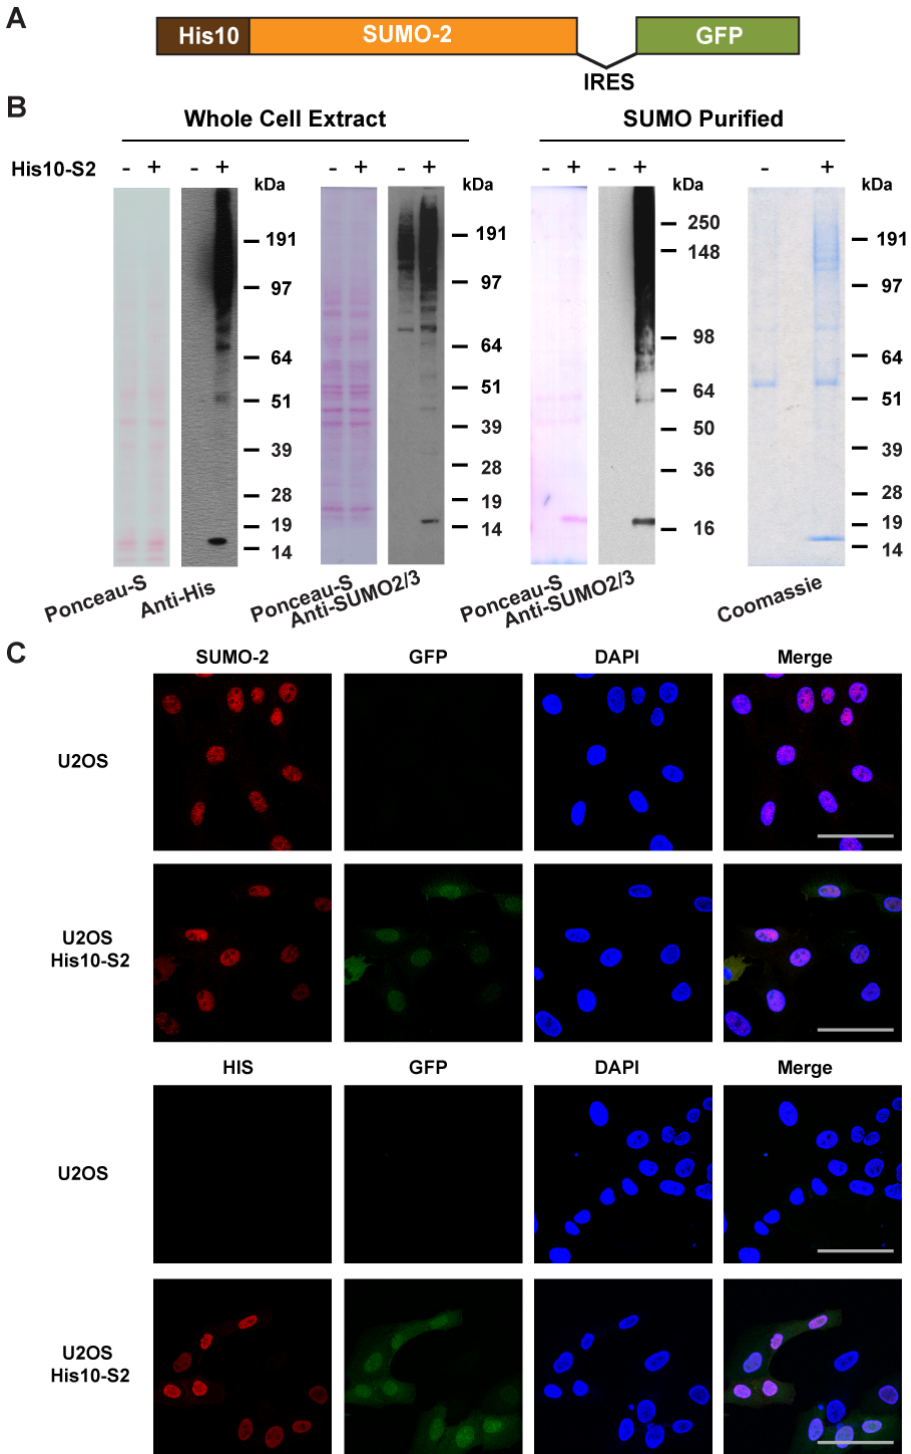 A
His10 SUMO-2 GFP
IRES
B
Whole Cell Extract SUMO Purified
His10-S2 - + - + - + - + - + - + - +
kDa kDa kDa kDa
191 191 250 191
97 97 148 97
64 64 98 64
51 51 64 51
39 39 50 39
28 28 36 28
19 19 16 19
14 14 14
Ponceau-S Anti-His Ponceau-S Anti-SUMO2/3 Ponceau-S Anti-SUMO2/3 Coomassie
C
SUMO-2 GFP DAPI Merge
U2OS
U2OS
His10-S2
HIS GFP DAPI Merge
U2OS
U2OS
His10-S2